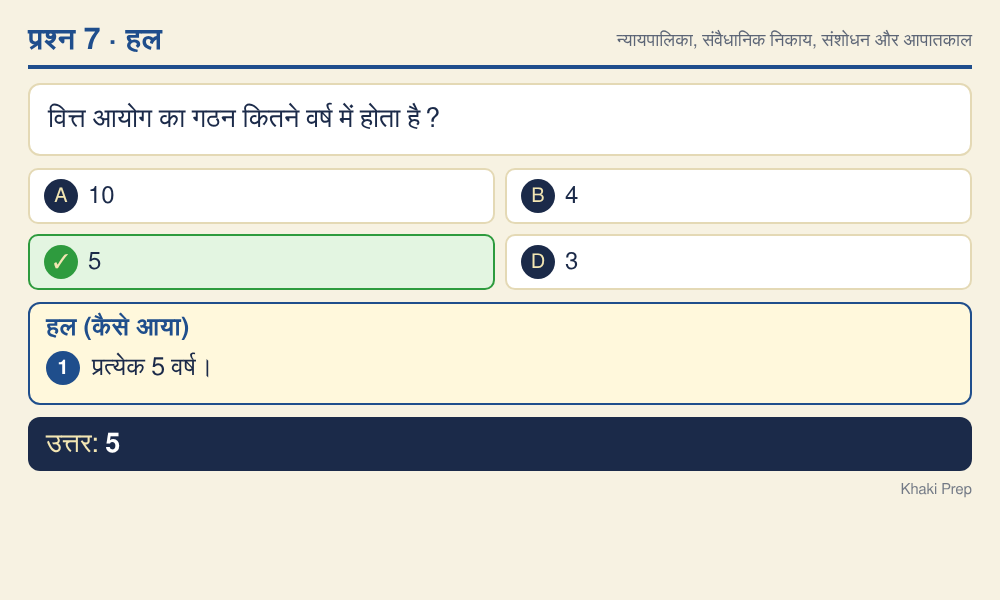 प्रश्न 7 · हल
न्यायपालिका, संवैधानिक निकाय, संशोधन और आपातकाल
वित्त आयोग का गठन कितने वर्ष में होता है ?
A 10
B 4
✓ 5
D 3
हल (कैसे आया)
1 प्रत्येक 5 वर्ष ।
उत्तर: 5
Khaki Prep